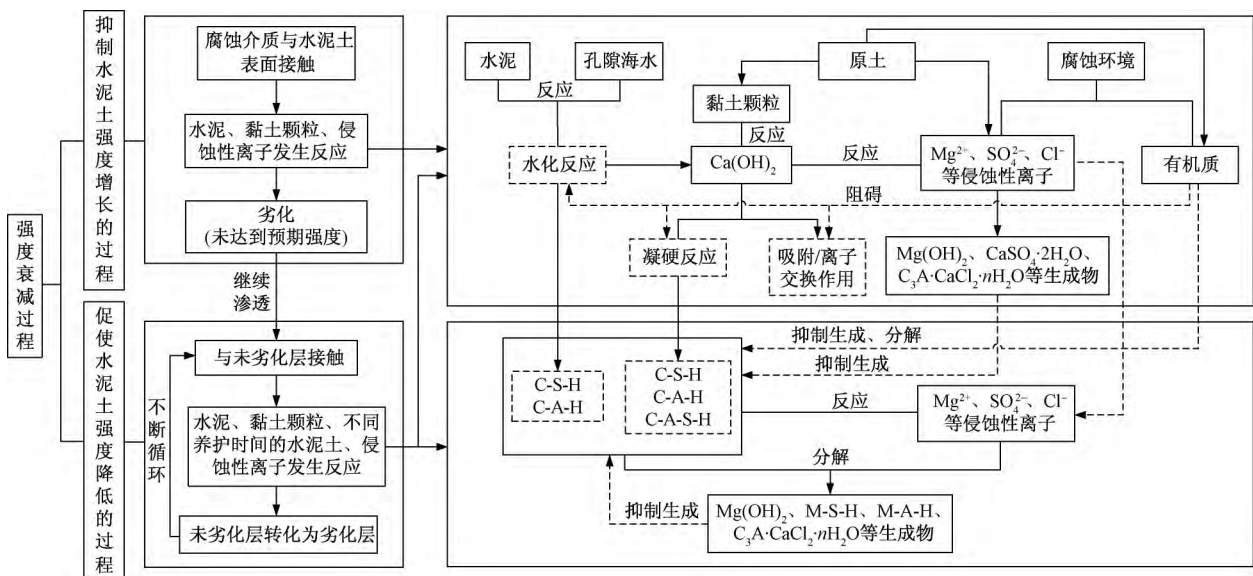 强度衰减过程
抑制水泥土强度增长的过程
腐蚀介质与水泥土
表面接触
水泥、黏土颗粒、侵
蚀性离子发生反应
劣化
(未达到预期强度)
继续
渗透
促使水泥土强度降低的过程
不断循环
与未劣化层接触
水泥、黏土颗粒、不同
养护时间的水泥土、侵
蚀性离子发生反应
未劣化层转化为劣化层
水泥
孔隙海水
原土
腐蚀环境
反应
黏土颗粒
反应
水化反应
Ca(OH)₂
反应
Mg²⁺、SO₄²⁻、Cl⁻
等侵蚀性离子
有机质
阻碍
凝硬反应
吸附/离子
交换作用
Mg(OH)₂、CaSO₄·2H₂O、
C₃A·CaCl₂·nH₂O等生成物
抑制生成、分解
抑制生成
C-S-H
C-A-H
C-S-H
C-A-H
C-A-S-H
反应
Mg²⁺、SO₄²⁻、Cl⁻
等侵蚀性离子
分解
抑制生成
Mg(OH)₂、M-S-H、M-A-H、
C₃A·CaCl₂·nH₂O等生成物